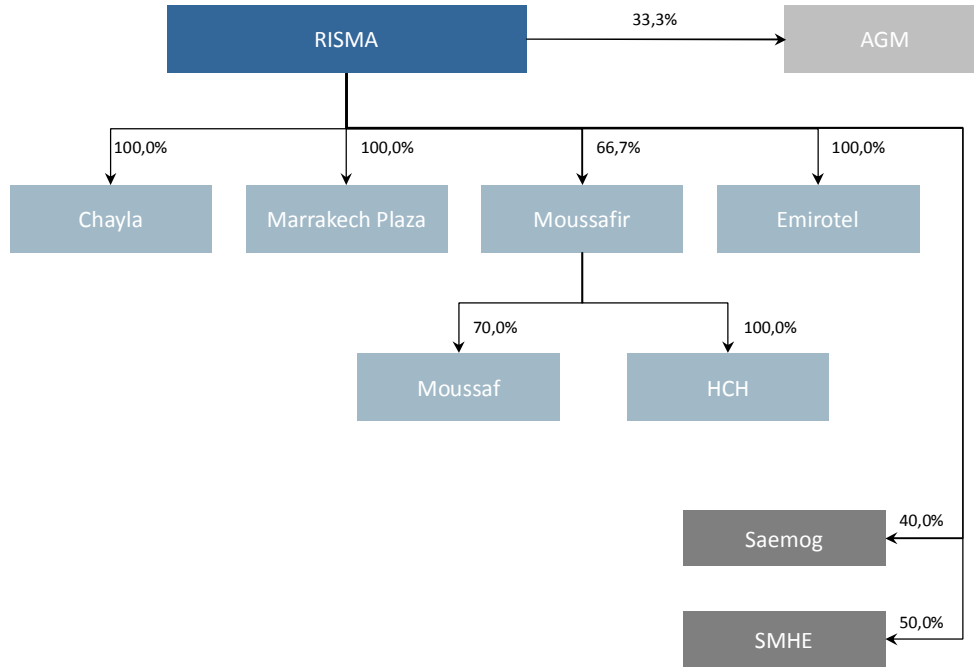 RISMA
33,3%
AGM
100,0%
100,0%
66,7%
100,0%
Chayla
Marrakech Plaza
Moussafir
Emirotel
70,0%
100,0%
Moussaf
HCH
40,0%
Saemog
50,0%
SMHE